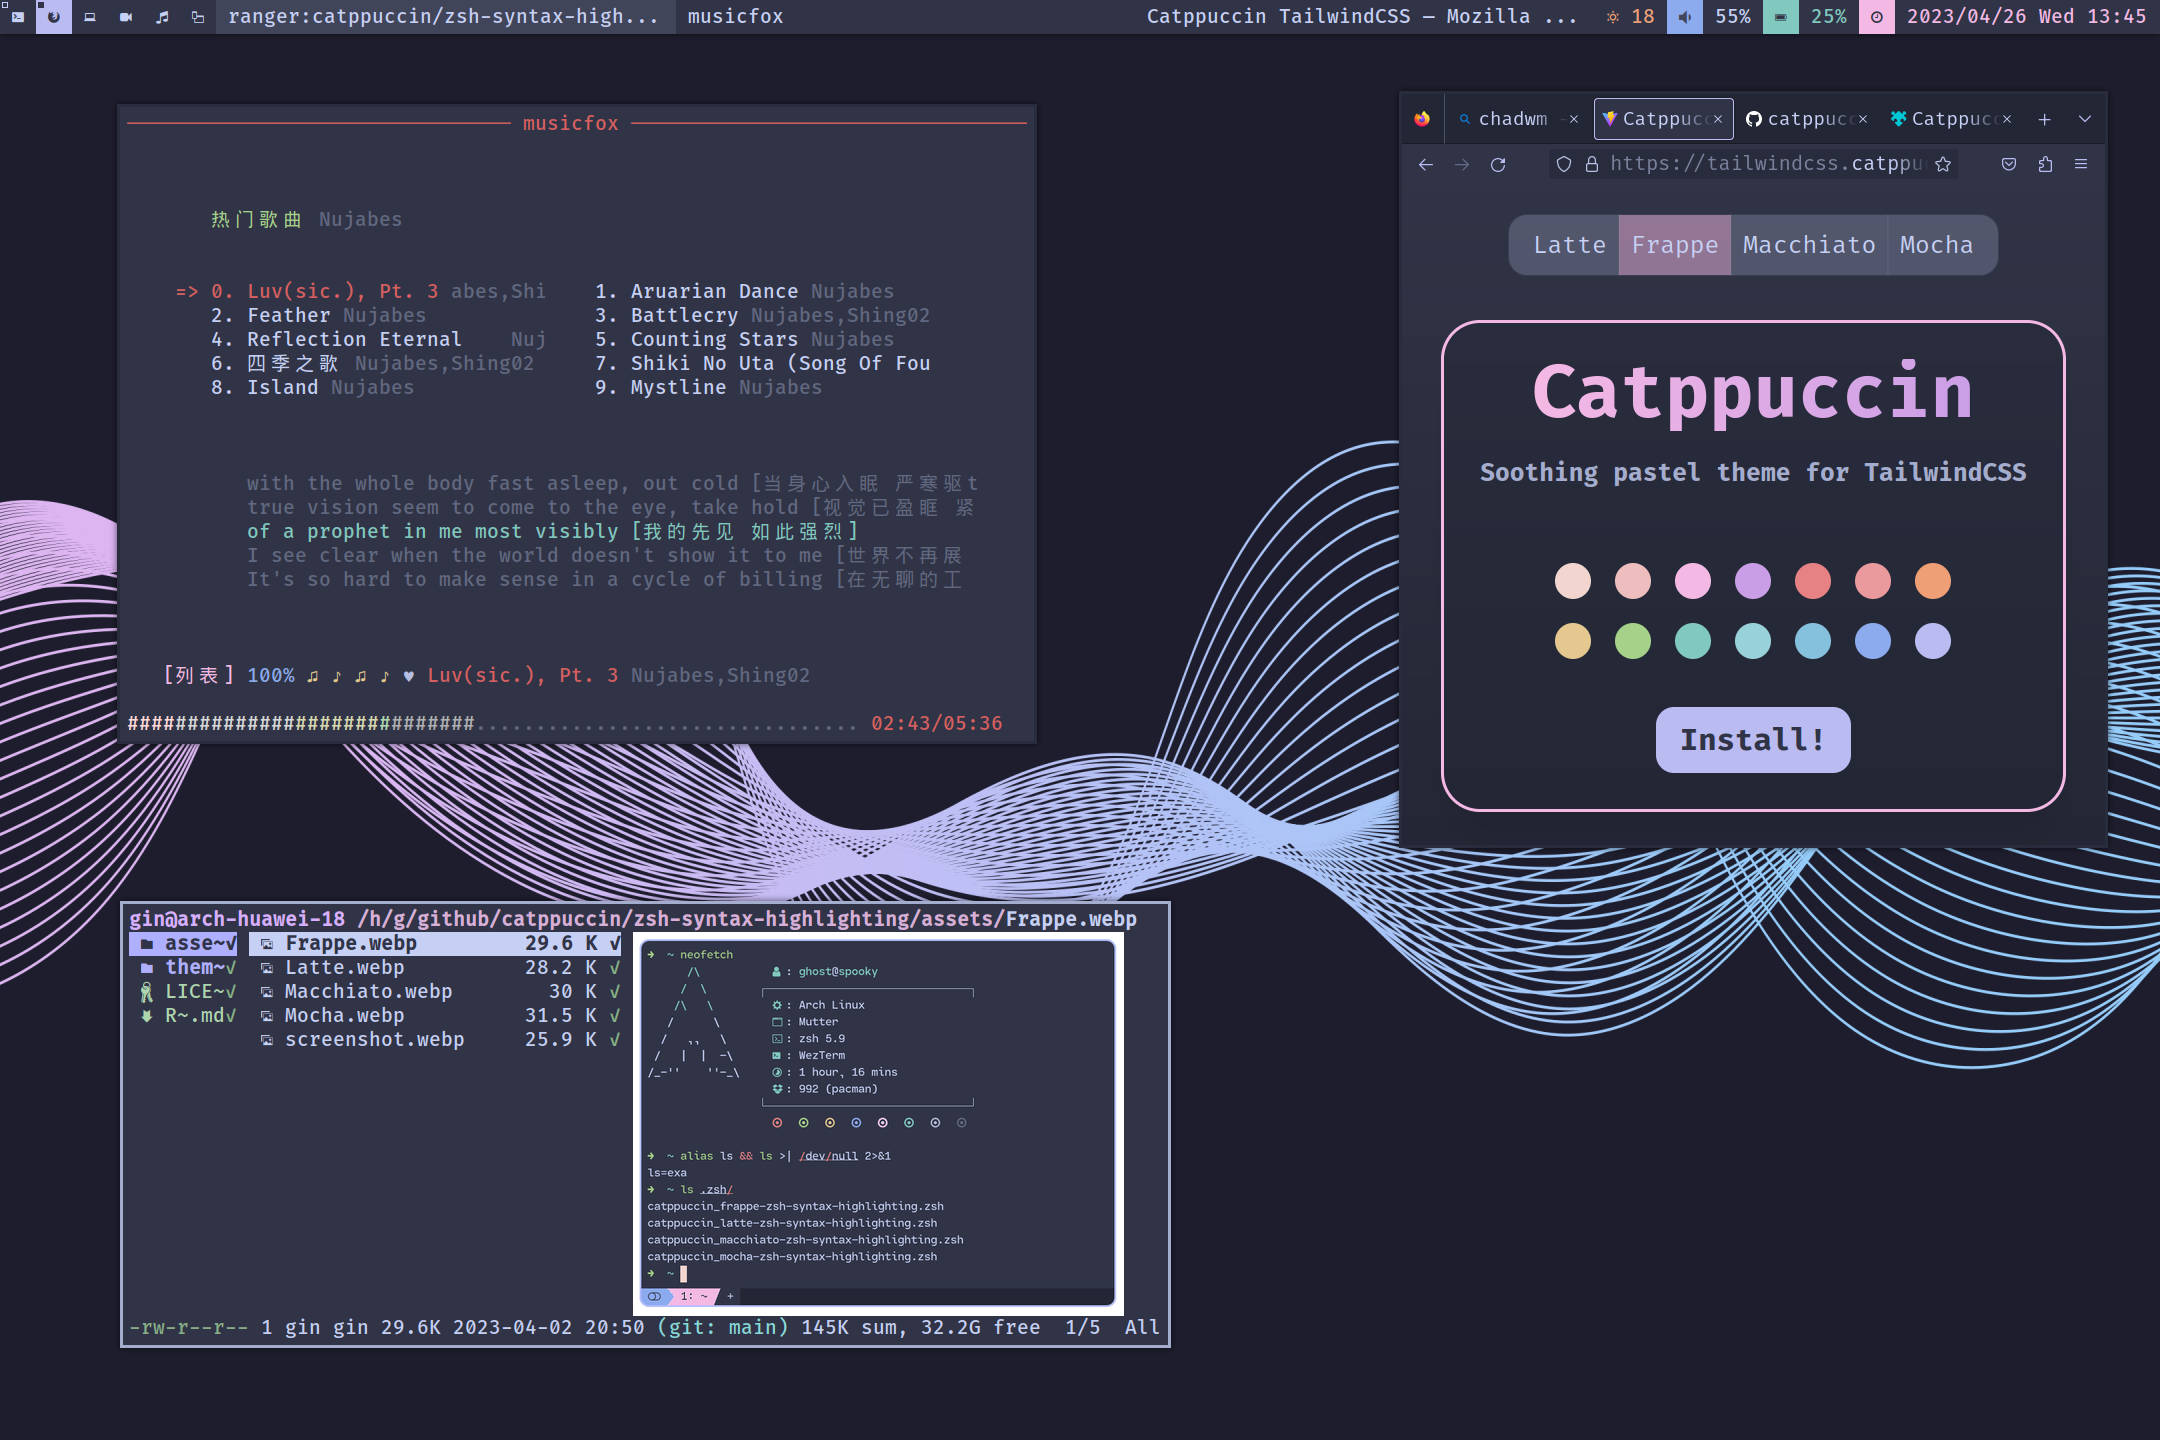 ranger:catppuccin/zsh-syntax-high... musicfox Catppuccin TailwindCSS — Mozilla ... 18 55% 25% 2023/04/26 Wed 13:45
musicfox
热门歌曲 Nujabes
=> 0. Luv(sic.), Pt. 3 abes,Shi 1. Aruarian Dance Nujabes
2. Feather Nujabes 3. Battlecry Nujabes,Shing02
4. Reflection Eternal Nuj 5. Counting Stars Nujabes
6. 四季之歌 Nujabes,Shing02 7. Shiki No Uta (Song Of Fou
8. Island Nujabes 9. Mystline Nujabes
with the whole body fast asleep, out cold [当身心入眠 严寒驱t
true vision seem to come to the eye, take hold [视觉已盈眶 紧
of a prophet in me most visibly [我的先见 如此强烈]
I see clear when the world doesn't show it to me [世界不再展
It's so hard to make sense in a cycle of billing [在无聊的工
[列表] 100% ♫ ♪ ♫ ♪ ♥ Luv(sic.), Pt. 3 Nujabes,Shing02
#############################................................ 02:43/05:36
chadwm ~ Catppucc catppucc Catppucc
https://tailwindcss.catppu
Latte Frappe Macchiato Mocha
Catppuccin
Soothing pastel theme for TailwindCSS
Install!
gin@arch-huawei-18 /h/g/github/catppuccin/zsh-syntax-highlighting/assets/Frappe.webp
asse~√ Frappe.webp 29.6 K √
them~√ Latte.webp 28.2 K √
LICE~√ Macchiato.webp 30 K √
R~.md√ Mocha.webp 31.5 K √
screenshot.webp 25.9 K √
~ neofetch
: ghost@spooky
: Arch Linux
: Mutter
: zsh 5.9
: WezTerm
: 1 hour, 16 mins
: 992 (pacman)
~ alias ls && ls >| /dev/null 2>&1
ls=exa
~ ls .zsh/
catppuccin_frappe-zsh-syntax-highlighting.zsh
catppuccin_latte-zsh-syntax-highlighting.zsh
catppuccin_macchiato-zsh-syntax-highlighting.zsh
catppuccin_mocha-zsh-syntax-highlighting.zsh
~
1: ~ +
-rw-r--r-- 1 gin gin 29.6K 2023-04-02 20:50 (git: main) 145K sum, 32.2G free 1/5 All